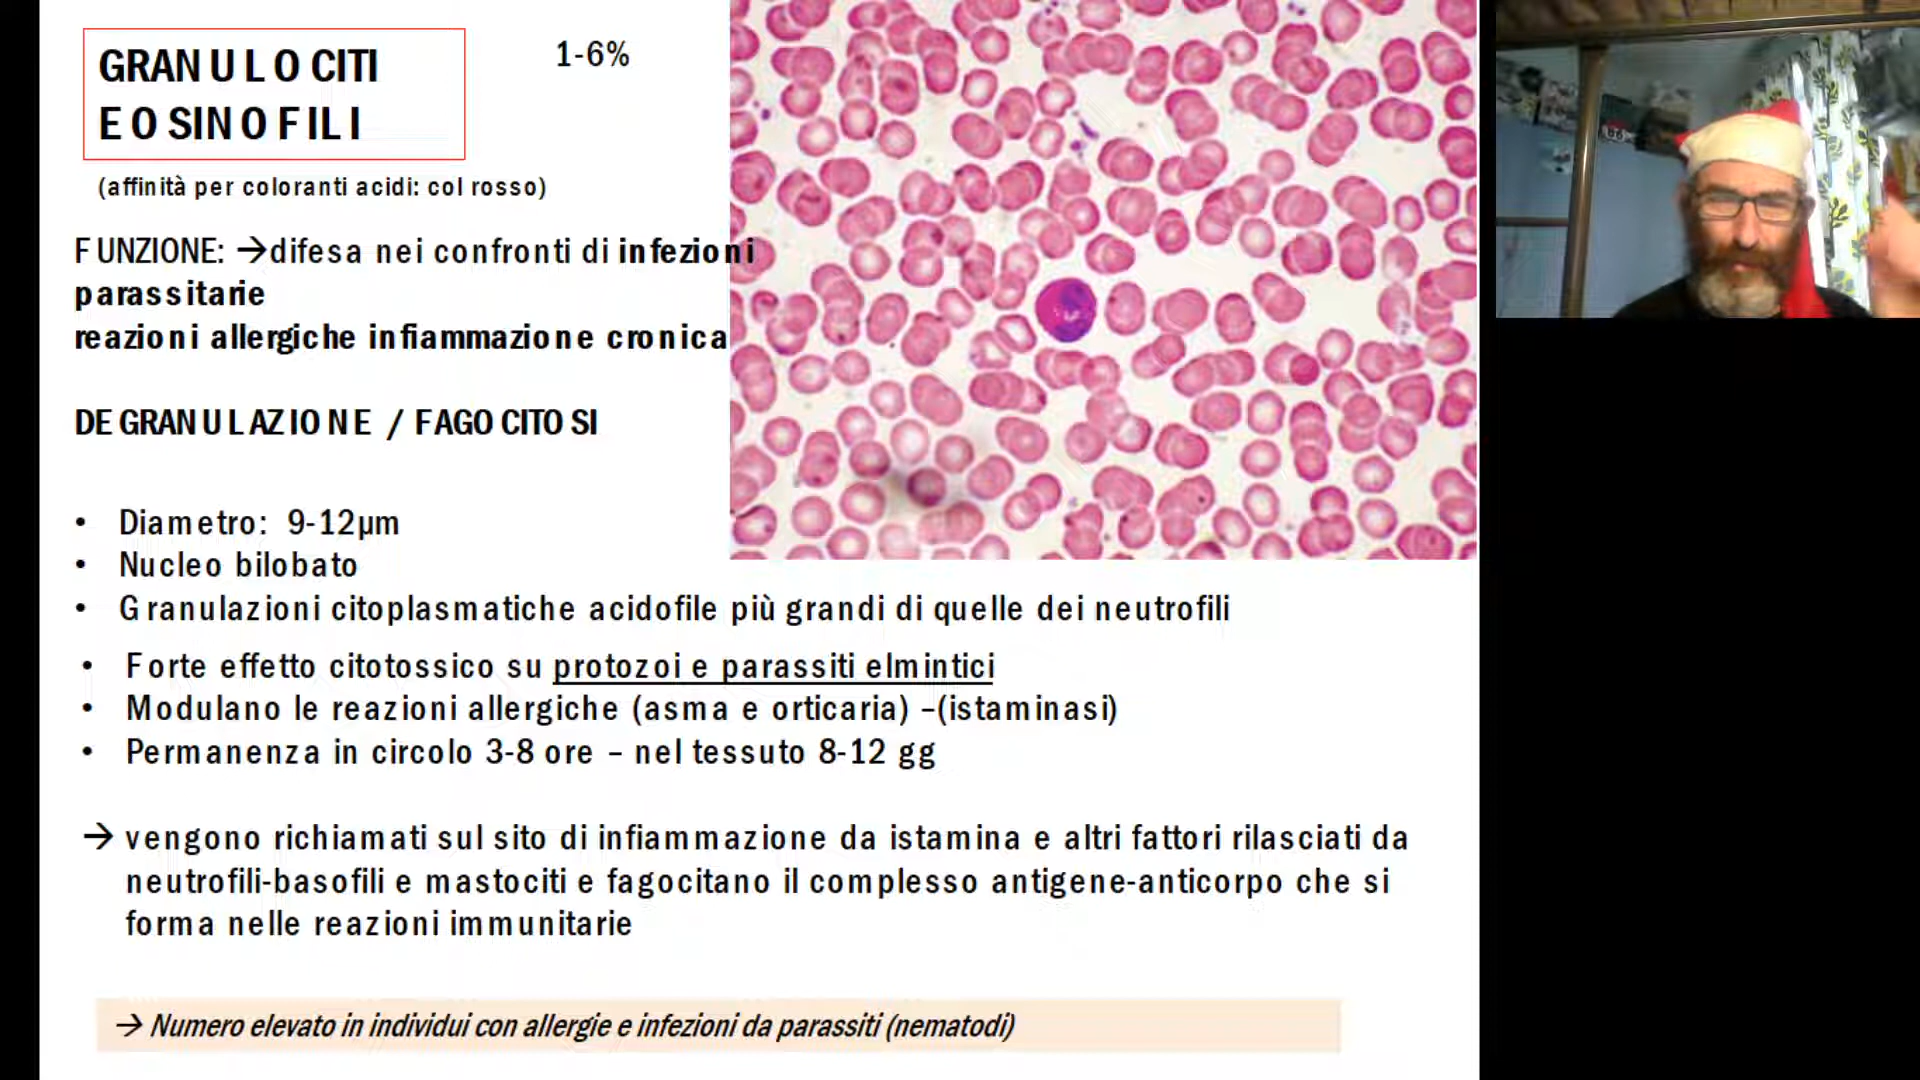 GRANULOCITI
EOSINOFILI
1-6%
(affinità per coloranti acidi: col rosso)
FUNZIONE: →difesa nei confronti di infezioni
parassitarie
reazioni allergiche infiammazione cronica
DEGRANULAZIONE / FAGOCITOSI
• Diametro: 9-12µm
• Nucleo bilobato
• Granulazioni citoplasmatiche acidofile più grandi di quelle dei neutrofili
• Forte effetto citotossico su protozoi e parassiti elmintici
• Modulano le reazioni allergiche (asma e orticaria) –(istaminasi)
• Permanenza in circolo 3-8 ore – nel tessuto 8-12 gg
→ vengono richiamati sul sito di infiammazione da istamina e altri fattori rilasciati da
neutrofili-basofili e mastociti e fagocitano il complesso antigene-anticorpo che si
forma nelle reazioni immunitarie
→ Numero elevato in individui con allergie e infezioni da parassiti (nematodi)